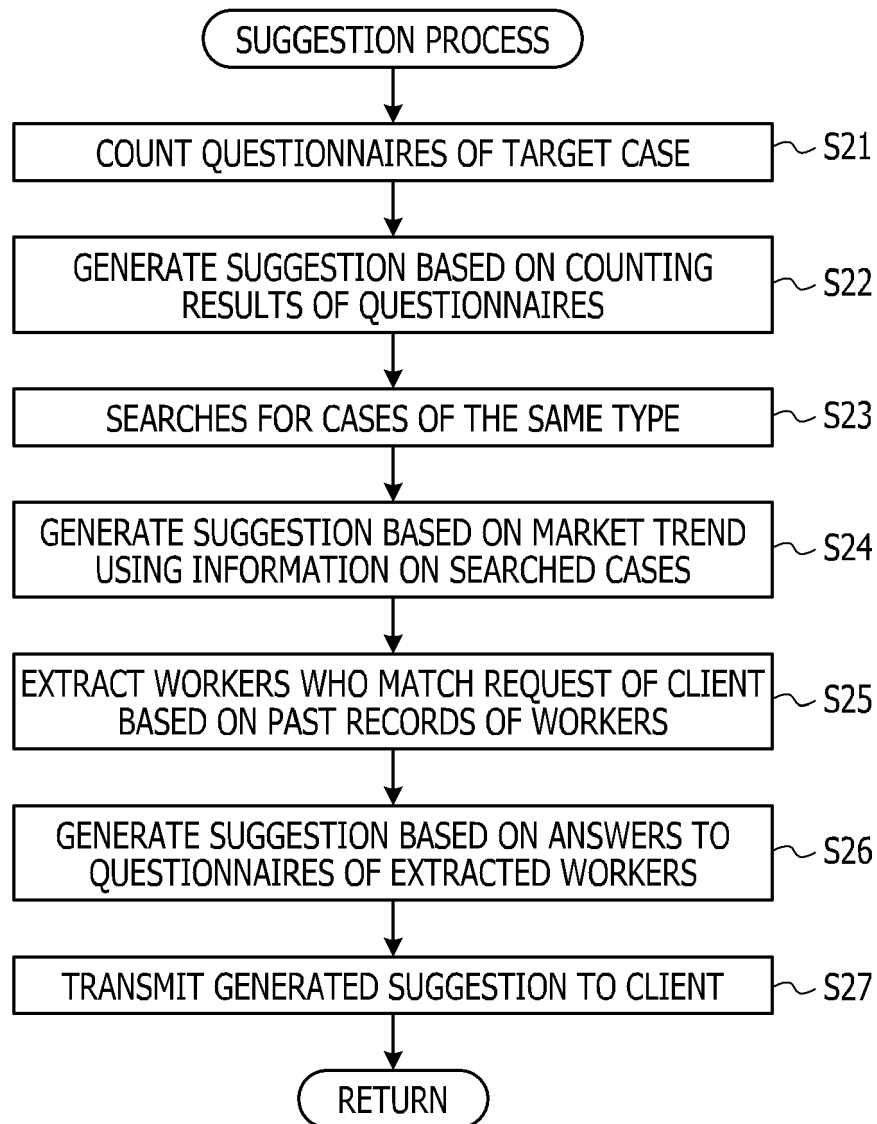 SUGGESTION PROCESS
COUNT QUESTIONNAIRES OF TARGET CASE
S21
GENERATE SUGGESTION BASED ON COUNTING
RESULTS OF QUESTIONNAIRES
S22
SEARCHES FOR CASES OF THE SAME TYPE
S23
GENERATE SUGGESTION BASED ON MARKET TREND
USING INFORMATION ON SEARCHED CASES
S24
EXTRACT WORKERS WHO MATCH REQUEST OF CLIENT
BASED ON PAST RECORDS OF WORKERS
S25
GENERATE SUGGESTION BASED ON ANSWERS TO
QUESTIONNAIRES OF EXTRACTED WORKERS
S26
TRANSMIT GENERATED SUGGESTION TO CLIENT
S27
RETURN